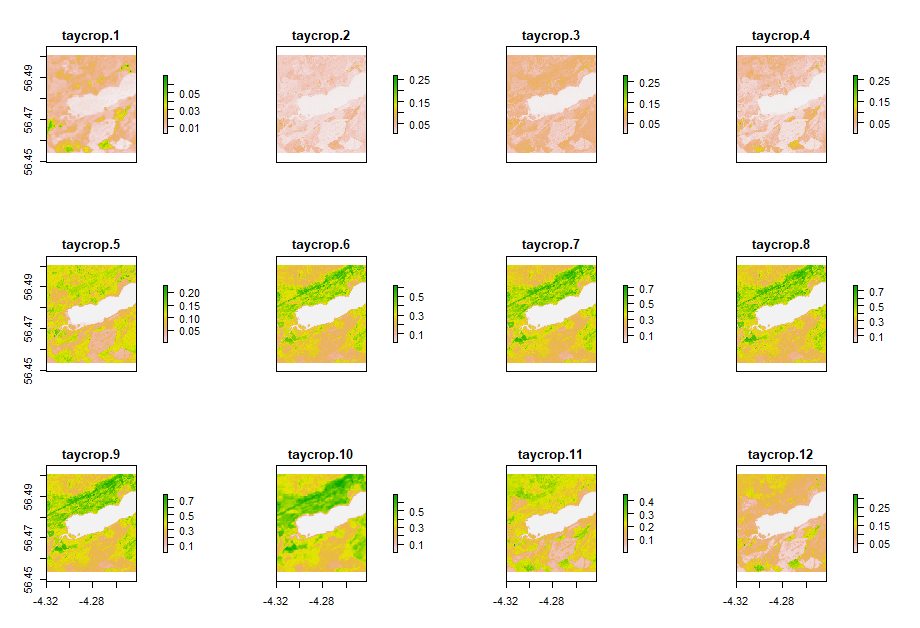 taycrop.1 taycrop.2 taycrop.3 taycrop.4
56.49 56.47 56.45
0.05 0.03 0.01
0.25 0.15 0.05
0.25 0.15 0.05
0.25 0.15 0.05
taycrop.5 taycrop.6 taycrop.7 taycrop.8
56.49 56.47 56.45
0.20 0.15 0.10 0.05
0.5 0.3 0.1
0.7 0.5 0.3 0.1
0.7 0.5 0.3 0.1
taycrop.9 taycrop.10 taycrop.11 taycrop.12
56.49 56.47 56.45
0.7 0.5 0.3 0.1
0.5 0.3 0.1
0.4 0.3 0.2 0.1
0.25 0.15 0.05
−4.32 −4.28 −4.32 −4.28 −4.32 −4.28 −4.32 −4.28